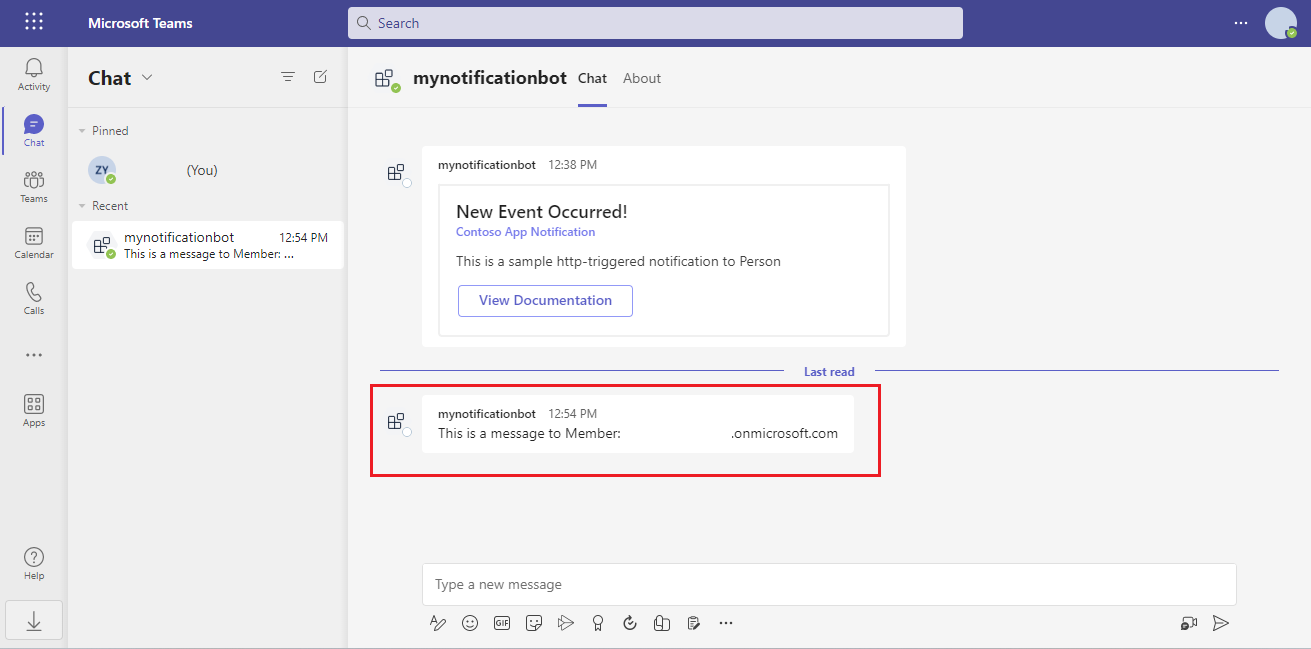 Microsoft Teams
Search
Activity
Chat
Teams
Calendar
Calls
Apps
Help
Chat
Pinned
ZY (You)
Recent
mynotificationbot 12:54 PM
This is a message to Member: ...
mynotificationbot Chat About
mynotificationbot 12:38 PM
New Event Occurred!
Contoso App Notification
This is a sample http-triggered notification to Person
View Documentation
Last read
mynotificationbot 12:54 PM
This is a message to Member: .onmicrosoft.com
Type a new message
GIF